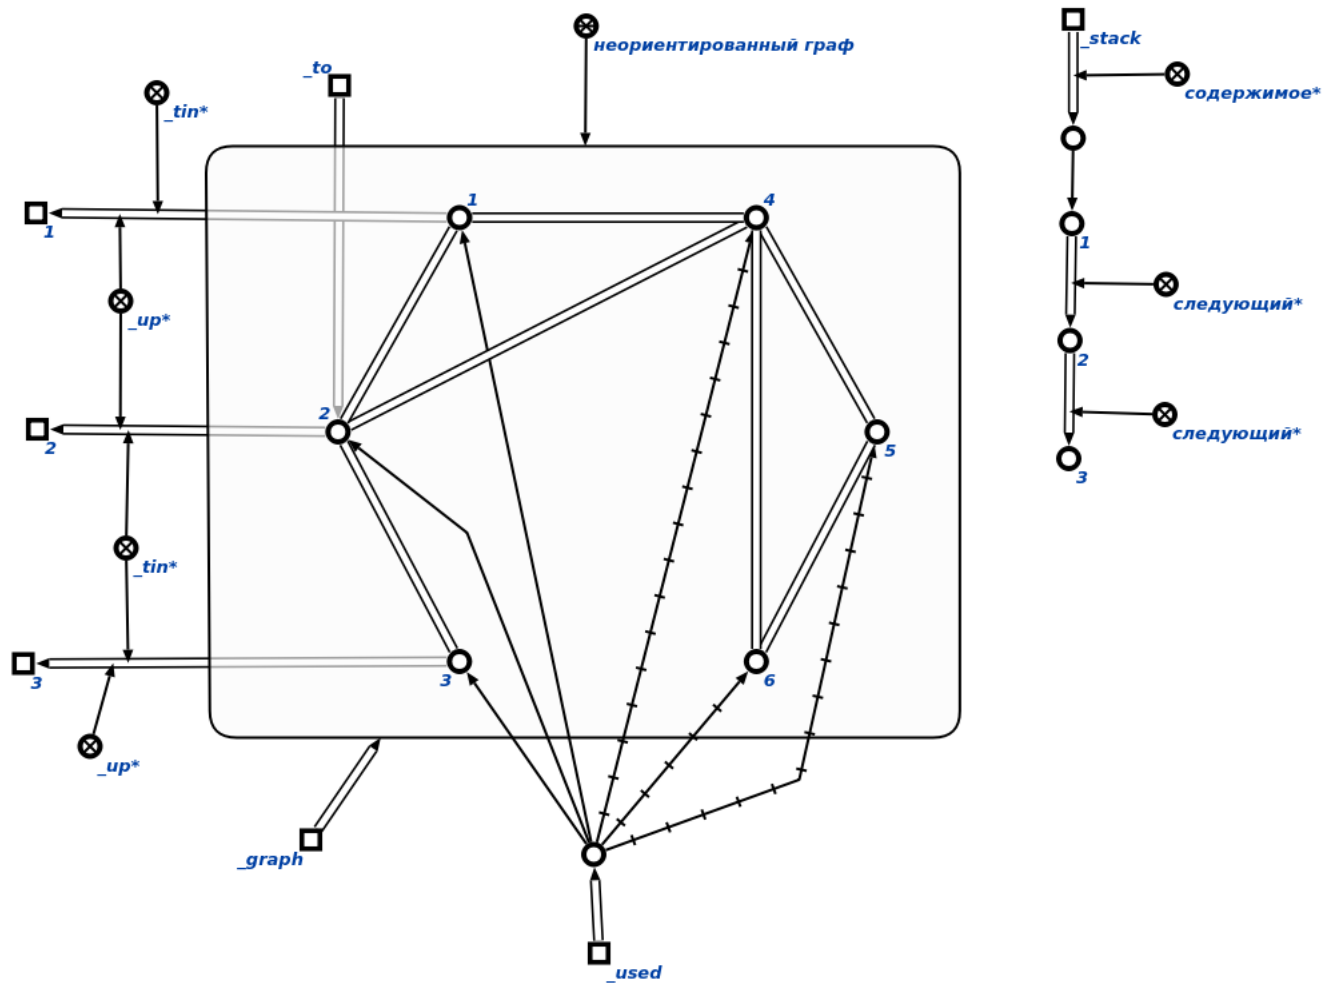 неориентированный граф
_stack
_to
содержимое*
_tin*
1
4
1
1
следующий*
_up*
2
2
2
5
следующий*
3
_tin*
3
3
6
_up*
_graph
_used